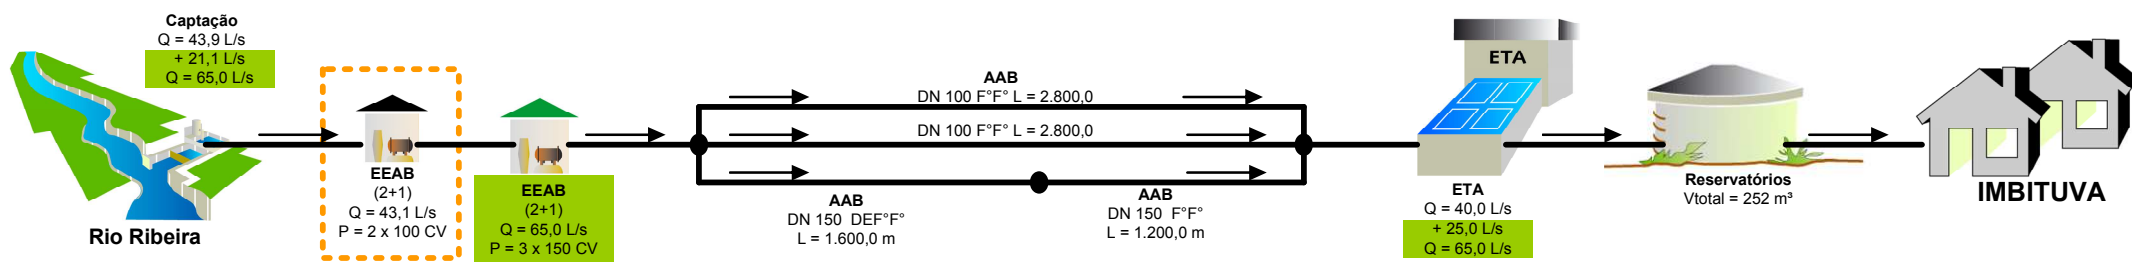 Captação
Q = 43,9 L/s
+ 21,1 L/s
Q = 65,0 L/s
Rio Ribeira
EEAB
(2+1)
Q = 43,1 L/s
P = 2 x 100 CV
EEAB
(2+1)
Q = 65,0 L/s
P = 3 x 150 CV
AAB
DN 100 F°F° L = 2.800,0
DN 100 F°F° L = 2.800,0
AAB
DN 150 DEF°F°
L = 1.600,0 m
AAB
DN 150 F°F°
L = 1.200,0 m
ETA
ETA
Q = 40,0 L/s
+ 25,0 L/s
Q = 65,0 L/s
Reservatórios
Vtotal = 252 m³
IMBITUVA